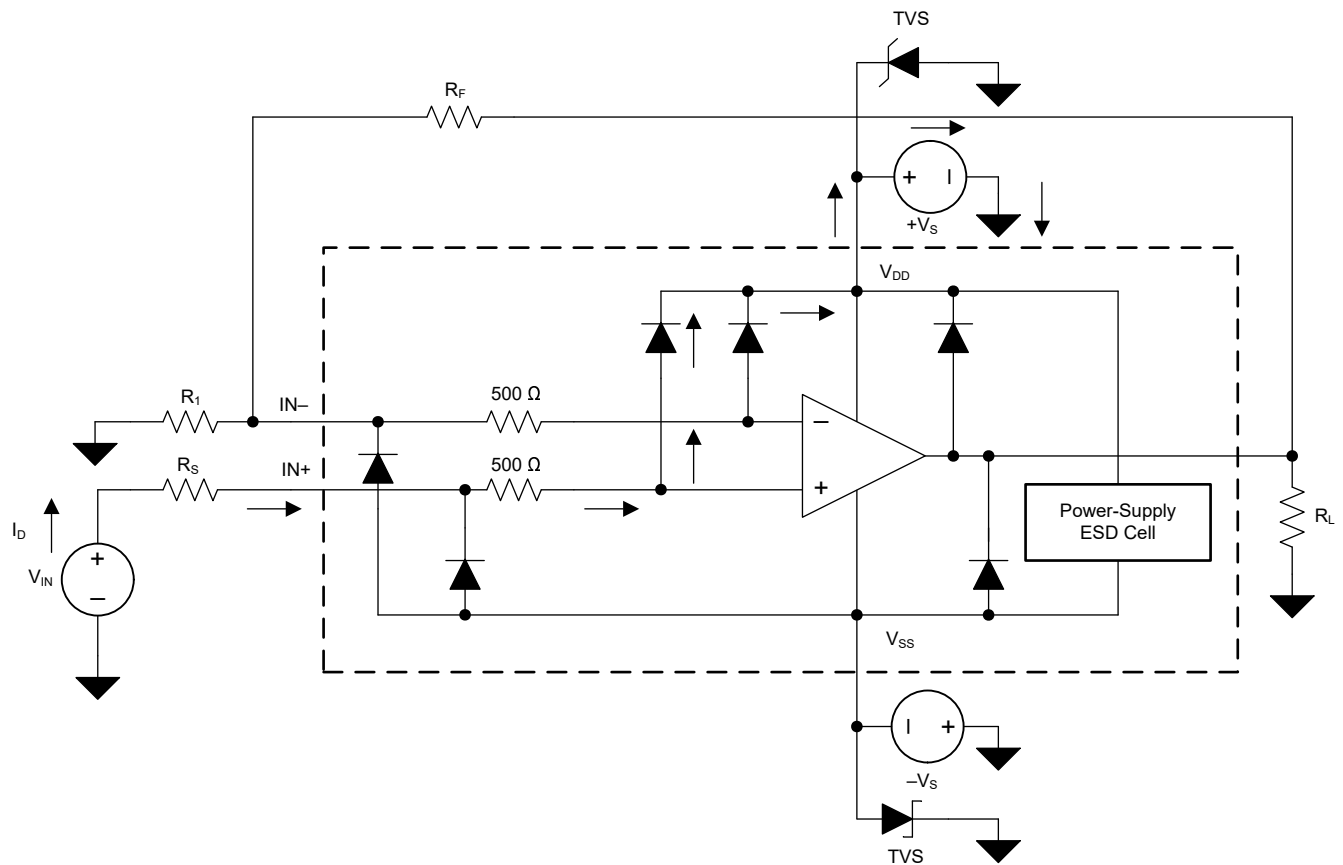 TVS
R_F
+
I
+V_S
V_DD
R_1
IN–
500 Ω
–
R_S
IN+
500 Ω
+
I_D
+
V_IN
–
Power-Supply
ESD Cell
R_L
V_SS
I
+
–V_S
TVS